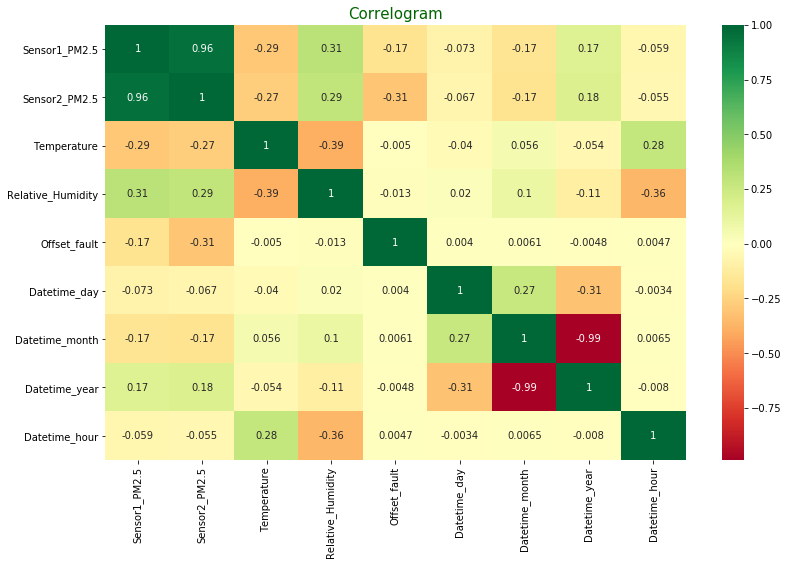 Correlogram
Sensor1_PM2.5 1 0.96 -0.29 0.31 -0.17 -0.073 -0.17 0.17 -0.059
Sensor2_PM2.5 0.96 1 -0.27 0.29 -0.31 -0.067 -0.17 0.18 -0.055
Temperature -0.29 -0.27 1 -0.39 -0.005 -0.04 0.056 -0.054 0.28
Relative_Humidity 0.31 0.29 -0.39 1 -0.013 0.02 0.1 -0.11 -0.36
Offset_fault -0.17 -0.31 -0.005 -0.013 1 0.004 0.0061 -0.0048 0.0047
Datetime_day -0.073 -0.067 -0.04 0.02 0.004 1 0.27 -0.31 -0.0034
Datetime_month -0.17 -0.17 0.056 0.1 0.0061 0.27 1 -0.99 0.0065
Datetime_year 0.17 0.18 -0.054 -0.11 -0.0048 -0.31 -0.99 1 -0.008
Datetime_hour -0.059 -0.055 0.28 -0.36 0.0047 -0.0034 0.0065 -0.008 1
Sensor1_PM2.5
Sensor2_PM2.5
Temperature
Relative_Humidity
Offset_fault
Datetime_day
Datetime_month
Datetime_year
Datetime_hour
1.00
0.75
0.50
0.25
0.00
−0.25
−0.50
−0.75